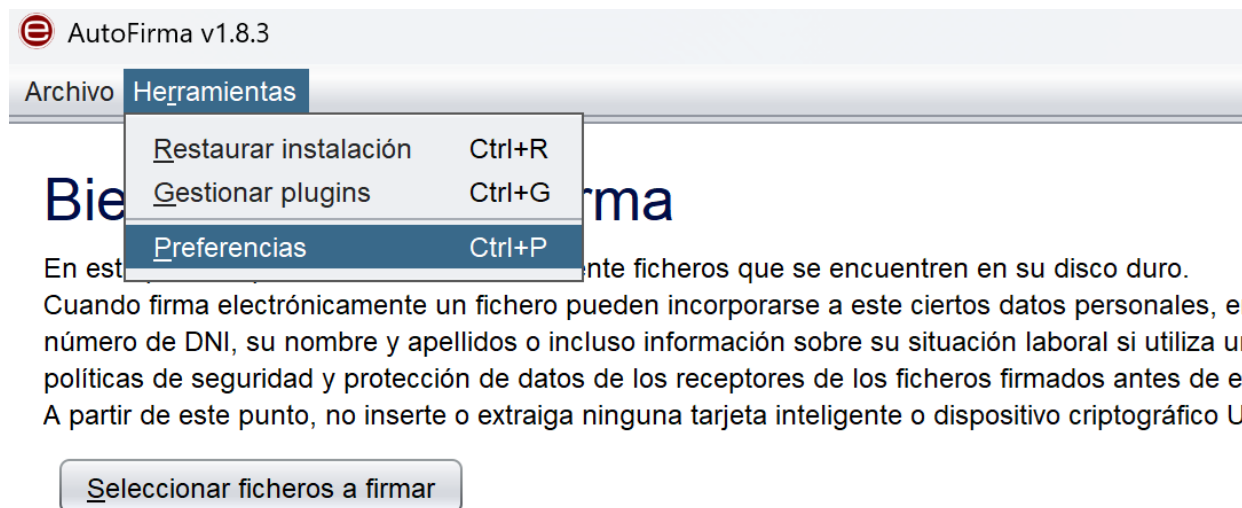 AutoFirma v1.8.3
Archivo Herramientas
Restaurar instalación Ctrl+R
Gestionar plugins Ctrl+G
Preferencias Ctrl+P
Bie rma
En est nte ficheros que se encuentren en su disco duro.
Cuando firma electrónicamente un fichero pueden incorporarse a este ciertos datos personales, e
número de DNI, su nombre y apellidos o incluso información sobre su situación laboral si utiliza u
políticas de seguridad y protección de datos de los receptores de los ficheros firmados antes de e
A partir de este punto, no inserte o extraiga ninguna tarjeta inteligente o dispositivo criptográfico U
Seleccionar ficheros a firmar